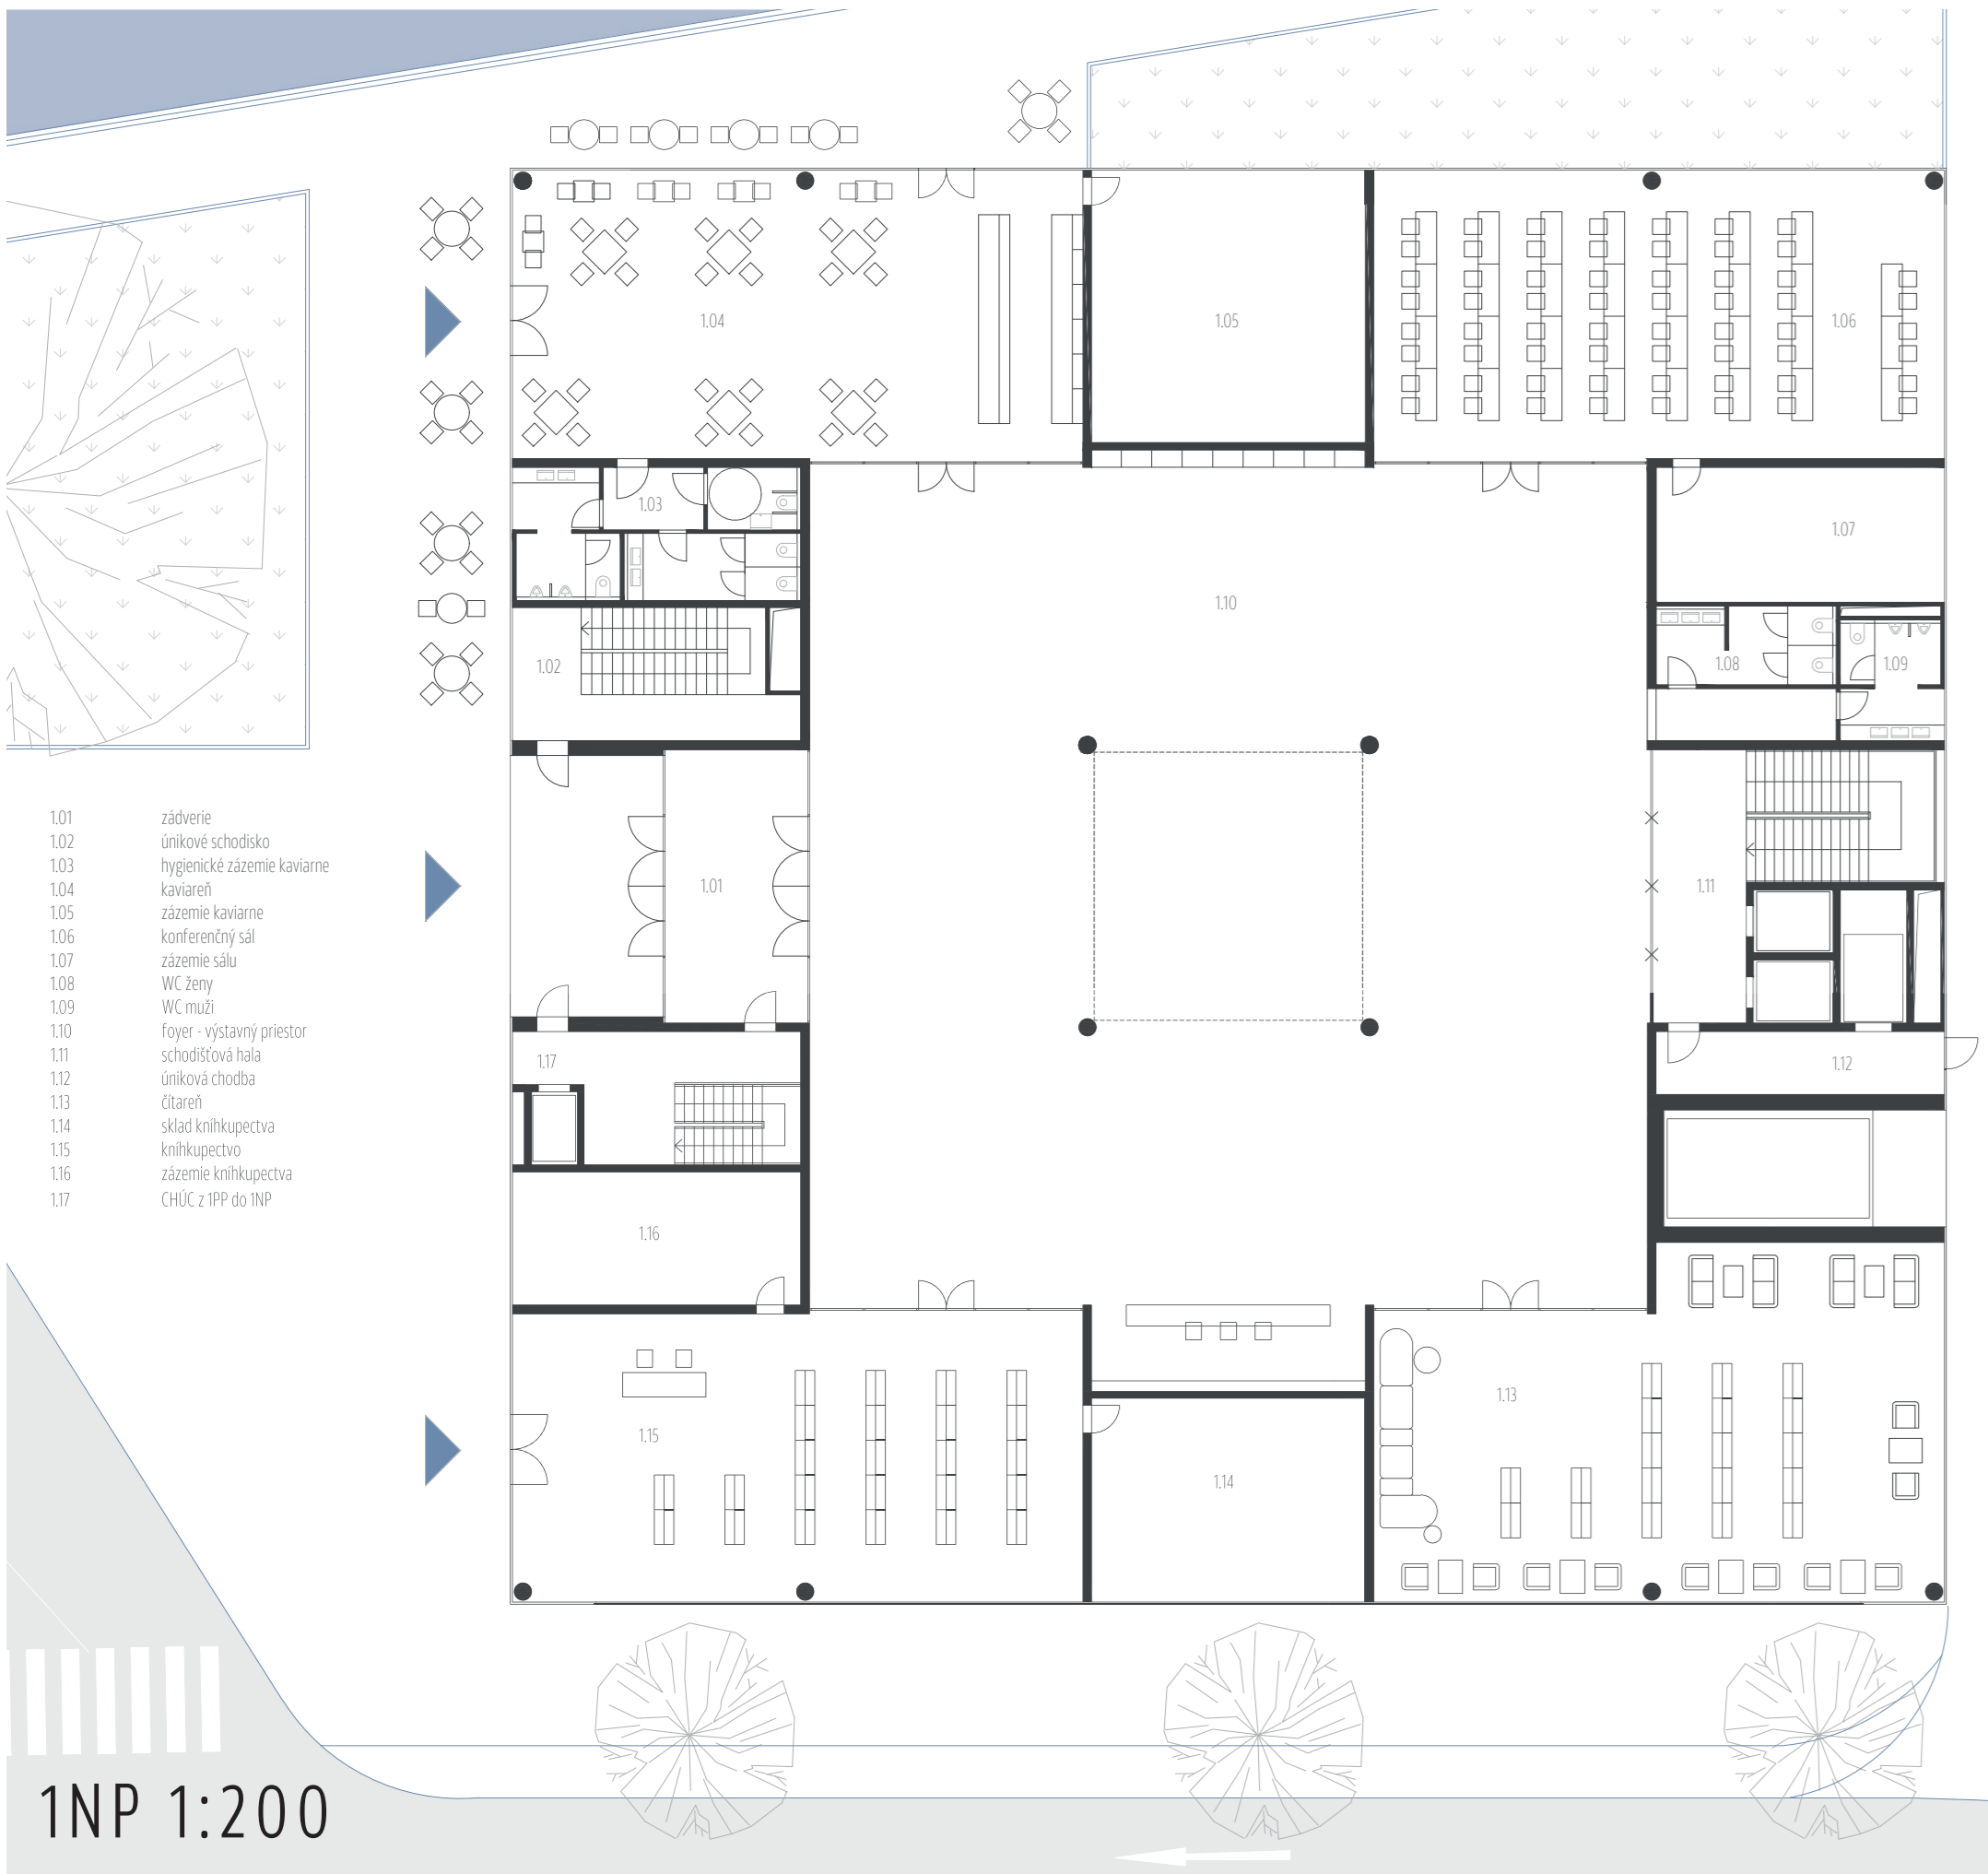 1.04
1.05
1.06
1.03
1.07
1.10
1.02
1.08
1.09
1.01 zádverie
1.02 únikové schodisko
1.03 hygienické zázemie kaviarne
1.04 kaviareň
1.05 zázemie kaviarne
1.06 konferenčný sál
1.07 zázemie sálu
1.08 WC ženy
1.09 WC muži
1.10 foyer - výstavný priestor
1.11 schodišťová hala
1.12 úniková chodba
1.13 čítareň
1.14 sklad kníhkupectva
1.15 kníhkupectvo
1.16 zázemie kníhkupectva
1.17 CHÚC z 1PP do 1NP
1.01
1.11
1.17
1.12
1.16
1.13
1.15
1.14
1NP 1:200